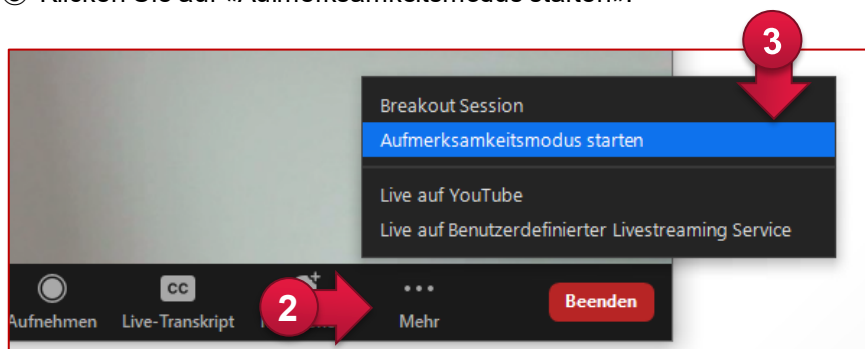 3
Breakout Session
Aufmerksamkeitsmodus starten
Live auf YouTube
Live auf Benutzerdefinierter Livestreaming Service
Aufnehmen
Live-Transkript
2
Mehr
Beenden